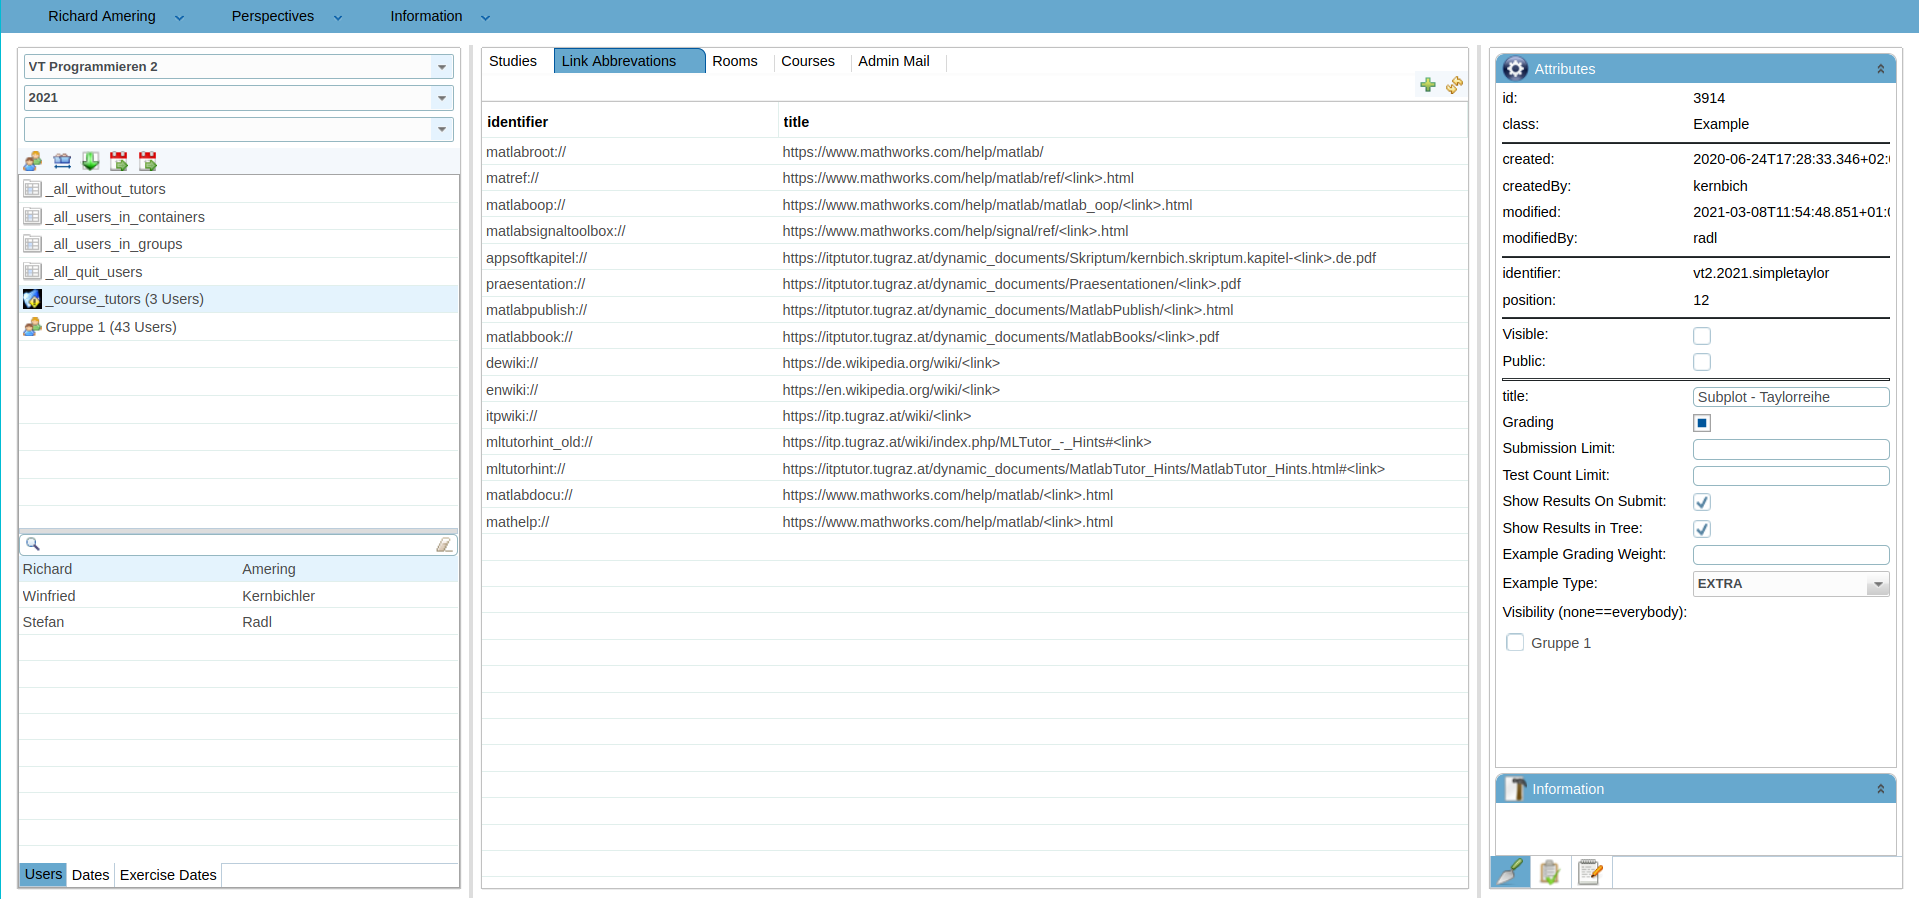 Richard Amering Perspectives Information
VT Programmieren 2
2021
_all_without_tutors
_all_users_in_containers
_all_users_in_groups
_all_quit_users
_course_tutors (3 Users)
Gruppe 1 (43 Users)
Richard Amering
Winfried Kernbichler
Stefan Radl
Users Dates Exercise Dates
Studies Link Abbrevations Rooms Courses Admin Mail
identifier title
matlabroot:// https://www.mathworks.com/help/matlab/
matref:// https://www.mathworks.com/help/matlab/ref/<link>.html
matlaboop:// https://www.mathworks.com/help/matlab/matlab_oop/<link>.html
matlabsignaltoolbox:// https://www.mathworks.com/help/signal/ref/<link>.html
appsoftkapitel:// https://itptutor.tugraz.at/dynamic_documents/Skriptum/kernbich.skriptum.kapitel-<link>.de.pdf
praesentation:// https://itptutor.tugraz.at/dynamic_documents/Praesentationen/<link>.pdf
matlabpublish:// https://itptutor.tugraz.at/dynamic_documents/MatlabPublish/<link>.html
matlabbook:// https://itptutor.tugraz.at/dynamic_documents/MatlabBooks/<link>.pdf
dewiki:// https://de.wikipedia.org/wiki/<link>
enwiki:// https://en.wikipedia.org/wiki/<link>
itpwiki:// https://itp.tugraz.at/wiki/<link>
mltutorhint_old:// https://itp.tugraz.at/wiki/index.php/MLTutor_-_Hints#<link>
mltutorhint:// https://itptutor.tugraz.at/dynamic_documents/MatlabTutor_Hints/MatlabTutor_Hints.html#<link>
matlabdocu:// https://www.mathworks.com/help/matlab/<link>.html
mathelp:// https://www.mathworks.com/help/matlab/<link>.html
Attributes
id: 3914
class: Example
created: 2020-06-24T17:28:33.346+02:
createdBy: kernbich
modified: 2021-03-08T11:54:48.851+01:
modifiedBy: radl
identifier: vt2.2021.simpletaylor
position: 12
Visible:
Public:
title: Subplot - Taylorreihe
Grading
Submission Limit:
Test Count Limit:
Show Results On Submit:
Show Results in Tree:
Example Grading Weight:
Example Type: EXTRA
Visibility (none==everybody):
Gruppe 1
Information